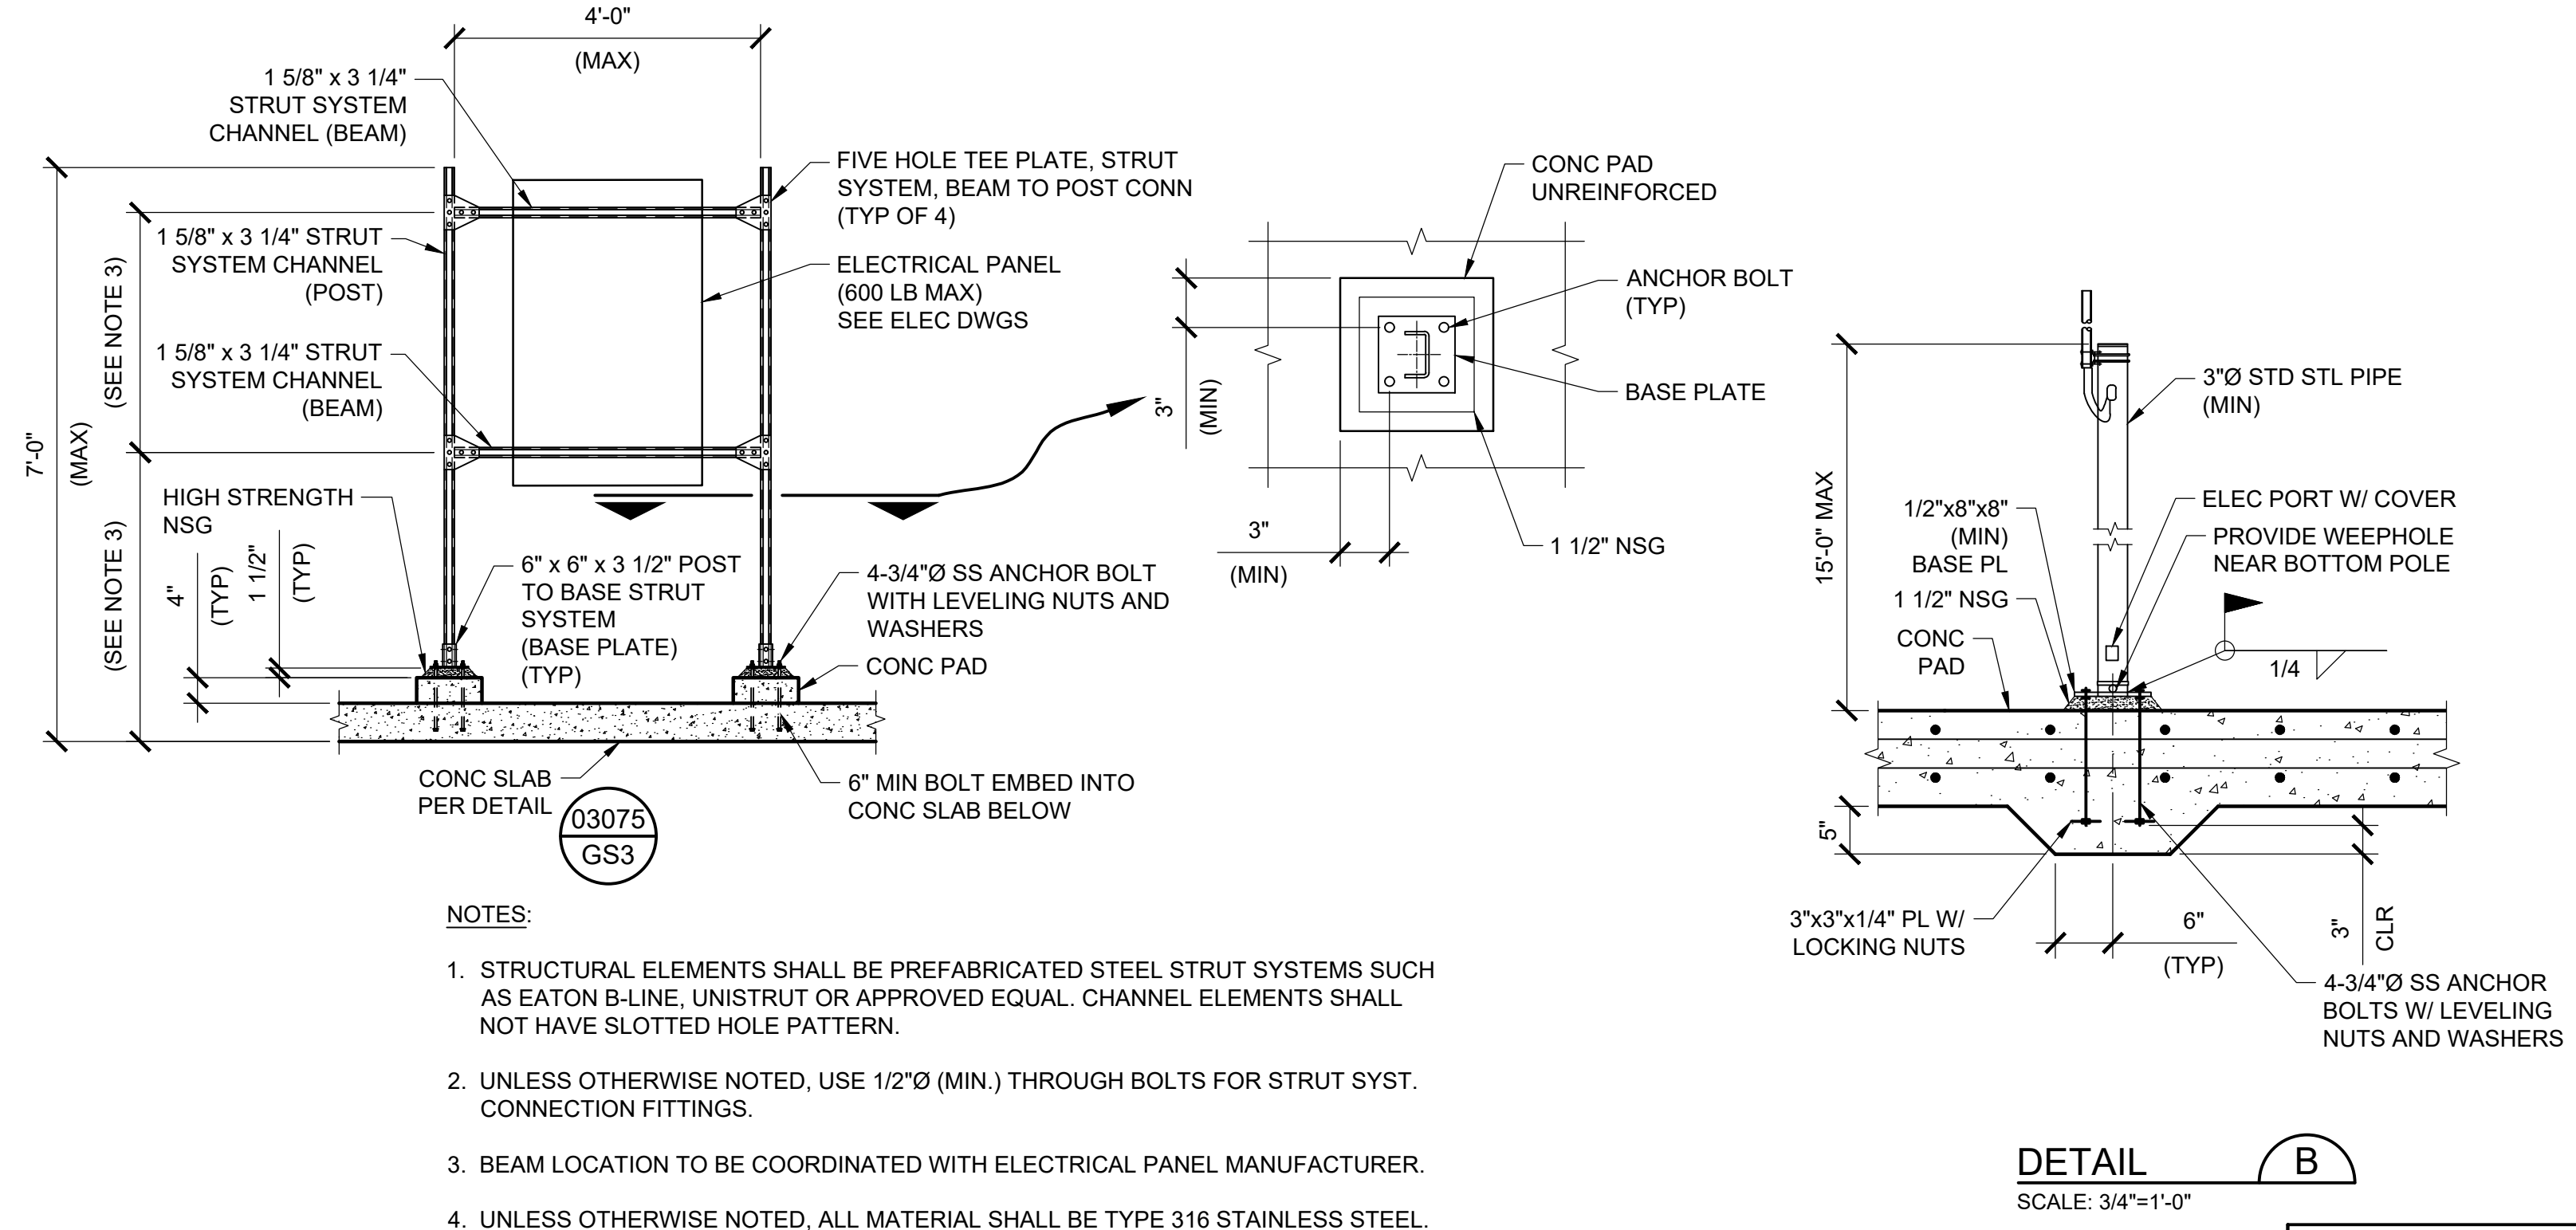 4'-0"
(MAX)
1 5/8" x 3 1/4"
STRUT SYSTEM
CHANNEL (BEAM)
FIVE HOLE TEE PLATE, STRUT
SYSTEM, BEAM TO POST CONN
(TYP OF 4)
1 5/8" x 3 1/4" STRUT
SYSTEM CHANNEL
(POST)
ELECTRICAL PANEL
(600 LB MAX)
SEE ELEC DWGS
1 5/8" x 3 1/4" STRUT
SYSTEM CHANNEL
(BEAM)
7'-0"
(MAX)
(SEE NOTE 3)
(SEE NOTE 3)
HIGH STRENGTH
NSG
4"
(TYP)
1 1/2"
(TYP)
6" x 6" x 3 1/2" POST
TO BASE STRUT
SYSTEM
(BASE PLATE)
(TYP)
4-3/4"Ø SS ANCHOR BOLT
WITH LEVELING NUTS AND
WASHERS
CONC PAD
CONC SLAB
PER DETAIL
03075
GS3
6" MIN BOLT EMBED INTO
CONC SLAB BELOW
CONC PAD
UNREINFORCED
ANCHOR BOLT
(TYP)
BASE PLATE
3"
(MIN)
3"
(MIN)
1 1/2" NSG
15'-0" MAX
3"Ø STD STL PIPE
(MIN)
ELEC PORT W/ COVER
PROVIDE WEEPHOLE
NEAR BOTTOM POLE
1/2"x8"x8"
(MIN)
BASE PL
1 1/2" NSG
CONC
PAD
1/4
5"
3"x3"x1/4" PL W/
LOCKING NUTS
6"
(TYP)
3"
CLR
4-3/4"Ø SS ANCHOR
BOLTS W/ LEVELING
NUTS AND WASHERS
NOTES:
1. STRUCTURAL ELEMENTS SHALL BE PREFABRICATED STEEL STRUT SYSTEMS SUCH
AS EATON B-LINE, UNISTRUT OR APPROVED EQUAL. CHANNEL ELEMENTS SHALL
NOT HAVE SLOTTED HOLE PATTERN.
2. UNLESS OTHERWISE NOTED, USE 1/2"Ø (MIN.) THROUGH BOLTS FOR STRUT SYST.
CONNECTION FITTINGS.
3. BEAM LOCATION TO BE COORDINATED WITH ELECTRICAL PANEL MANUFACTURER.
4. UNLESS OTHERWISE NOTED, ALL MATERIAL SHALL BE TYPE 316 STAINLESS STEEL.
DETAIL B
SCALE: 3/4"=1'-0"